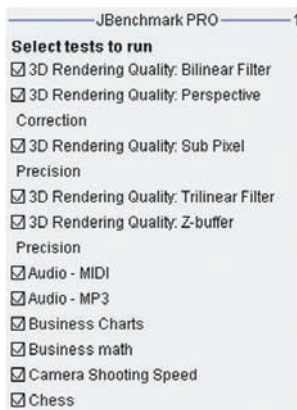 JBenchmark PRO 1
Select tests to run
3D Rendering Quality: Bilinear Filter
3D Rendering Quality: Perspective
Correction
3D Rendering Quality: Sub Pixel
Precision
3D Rendering Quality: Trilinear Filter
3D Rendering Quality: Z-buffer
Precision
Audio - MIDI
Audio - MP3
Business Charts
Business math
Camera Shooting Speed
Chess